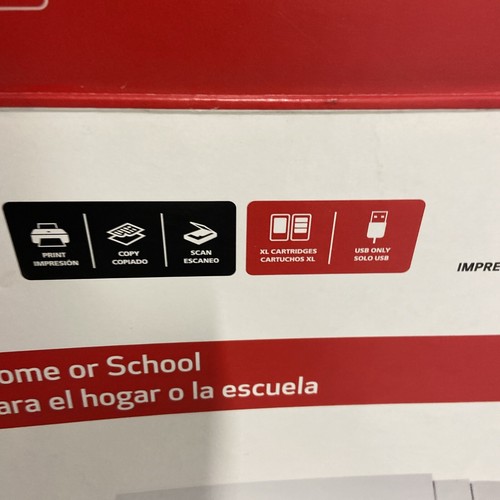 PRINT
IMPRESIÓN
COPY
COPIADO
SCAN
ESCANEO
XL CARTRIDGES
CARTUCHOS XL
USB ONLY
SOLO USB
IMPRE
ome or School
ara el hogar o la escuela